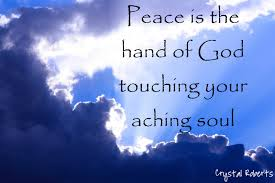 Peace is the
hand of God
touching your
aching soul
Crystal Roberts